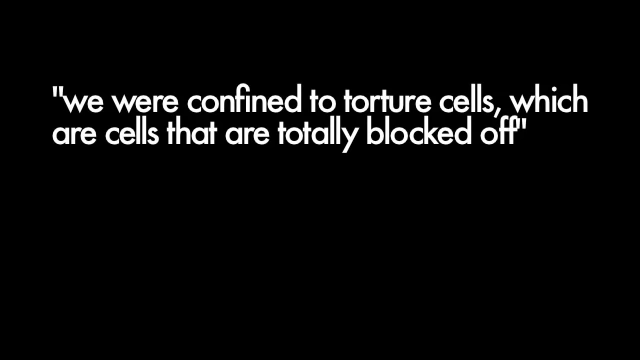 "we were confined to torture cells, which
are cells that are totally blocked off"